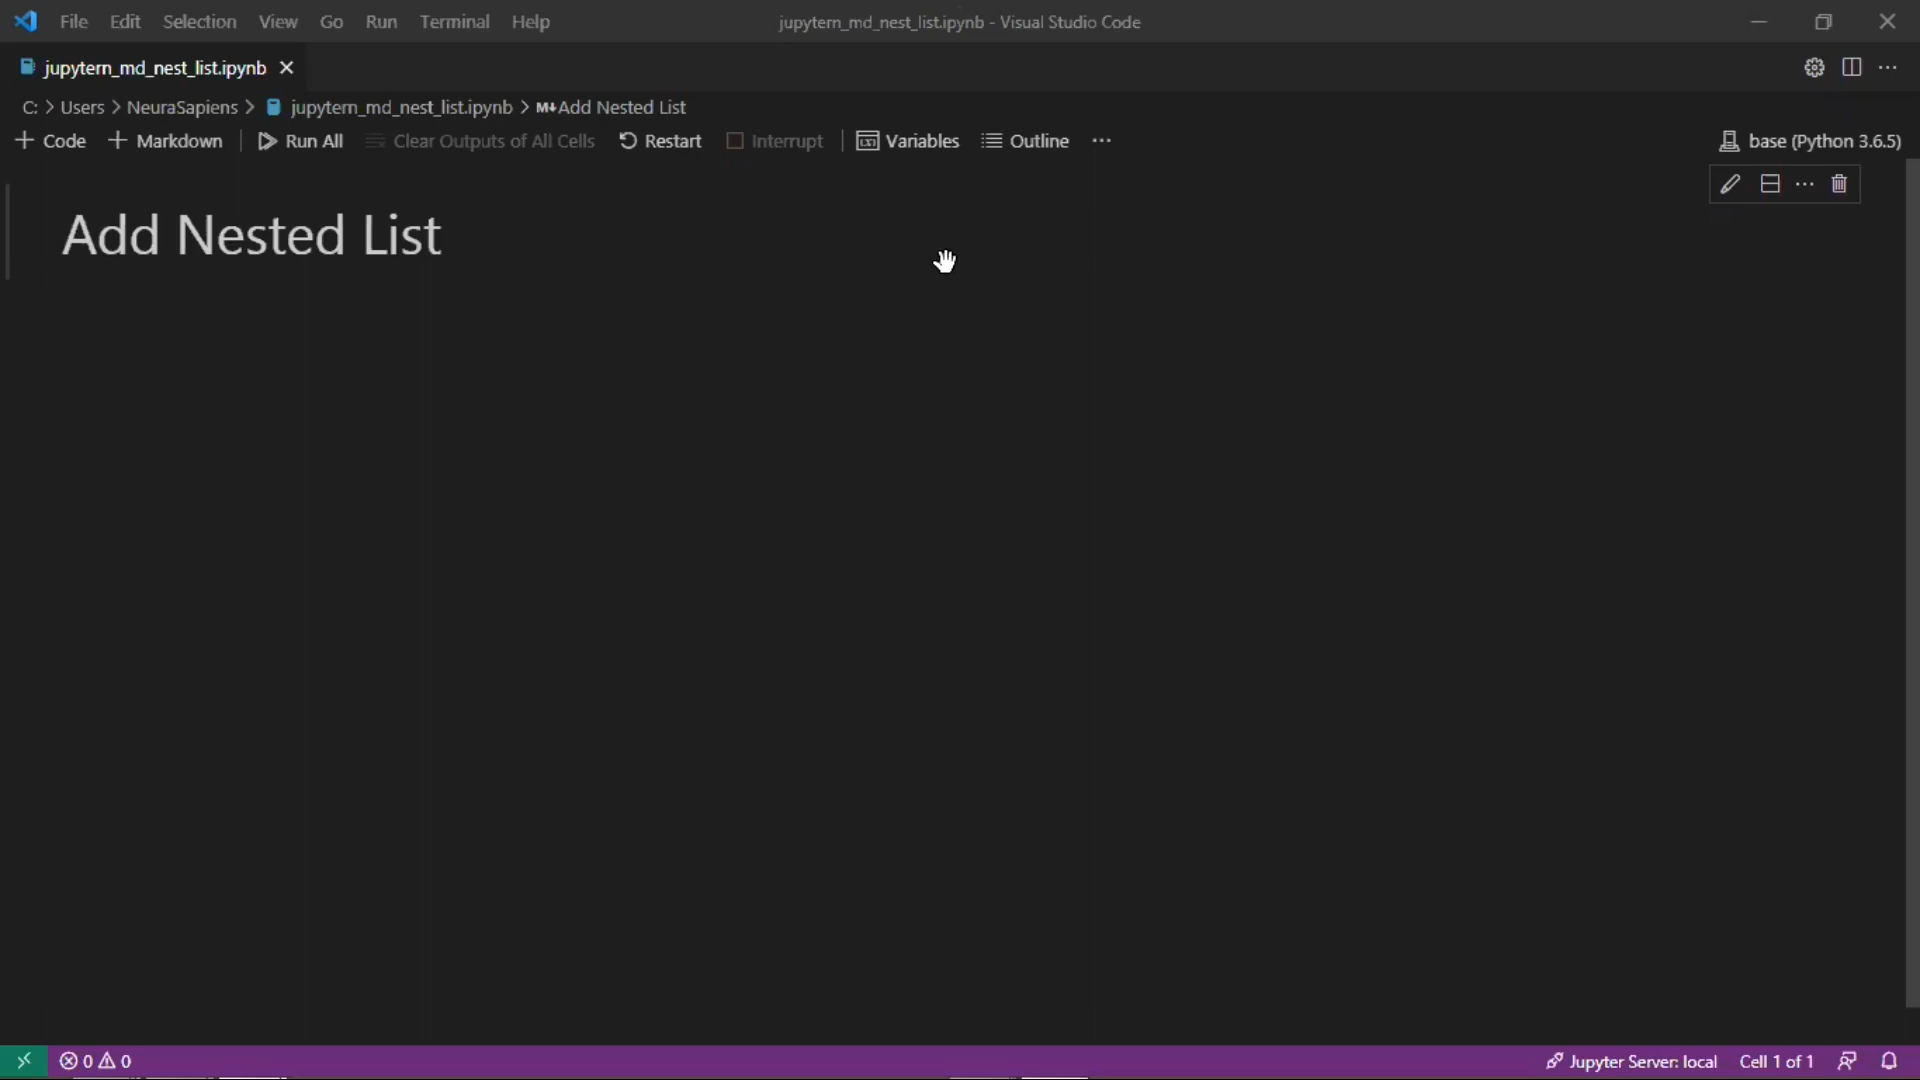 File Edit Selection View Go Run Terminal Help jupytern_md_nest_list.ipynb - Visual Studio Code
jupytern_md_nest_list.ipynb
C: > Users > NeuraSapiens > jupytern_md_nest_list.ipynb > M↓Add Nested List
+ Code + Markdown Run All Clear Outputs of All Cells Restart Interrupt Variables Outline ··· base (Python 3.6.5)
Add Nested List
0 0 Jupyter Server: local Cell 1 of 1